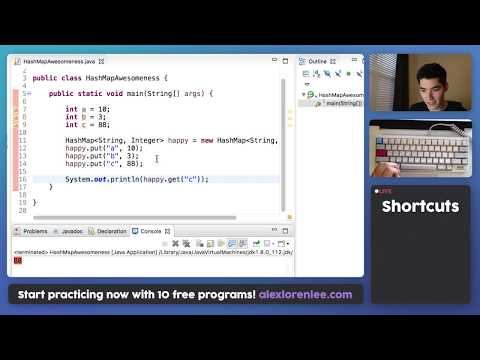 HashMapAwesomeness.java
Outline
2
3 public class HashMapAwesomeness {
4
5 public static void main(String[] args) {
6
7 int a = 10;
8 int b = 3;
9 int c = 88;
10
11 HashMap<String, Integer> happy = new HashMap<String,
12 happy.put("a", 10);
13 happy.put("b", 3);
14 happy.put("c", 88);
15
16 System.out.println(happy.get("c"));
17 }
18
19 }
HashMapAwesom
main(String[]
Problems Javadoc Declaration Console
<terminated> HashMapAwesomeness [Java Application] /Library/Java/JavaVirtualMachines/jdk1.8.0_112.jdk/
88
LIVE
Shortcuts
Start practicing now with 10 free programs! alexlorenlee.com